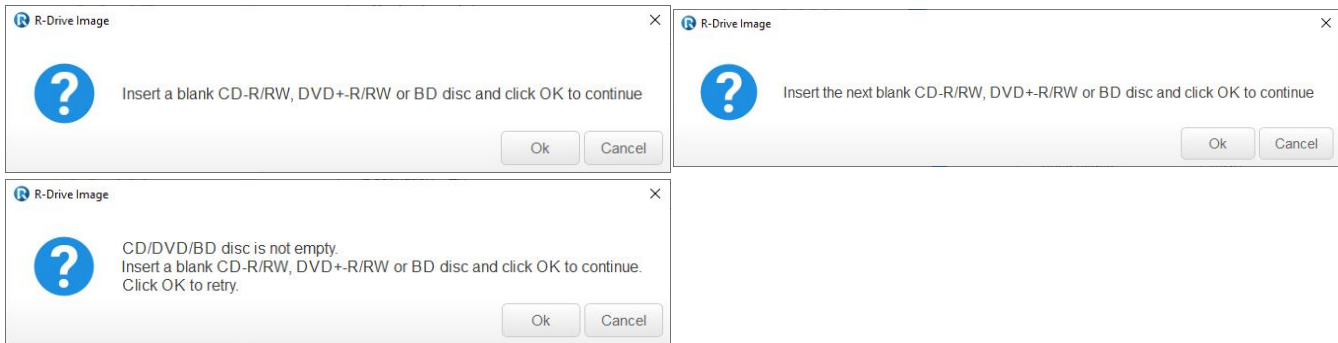 R-Drive Image
Insert a blank CD-R/RW, DVD+-R/RW or BD disc and click OK to continue
Ok
Cancel
R-Drive Image
Insert the next blank CD-R/RW, DVD+-R/RW or BD disc and click OK to continue
Ok
Cancel
R-Drive Image
CD/DVD/BD disc is not empty.
Insert a blank CD-R/RW, DVD+-R/RW or BD disc and click OK to continue.
Click OK to retry.
Ok
Cancel